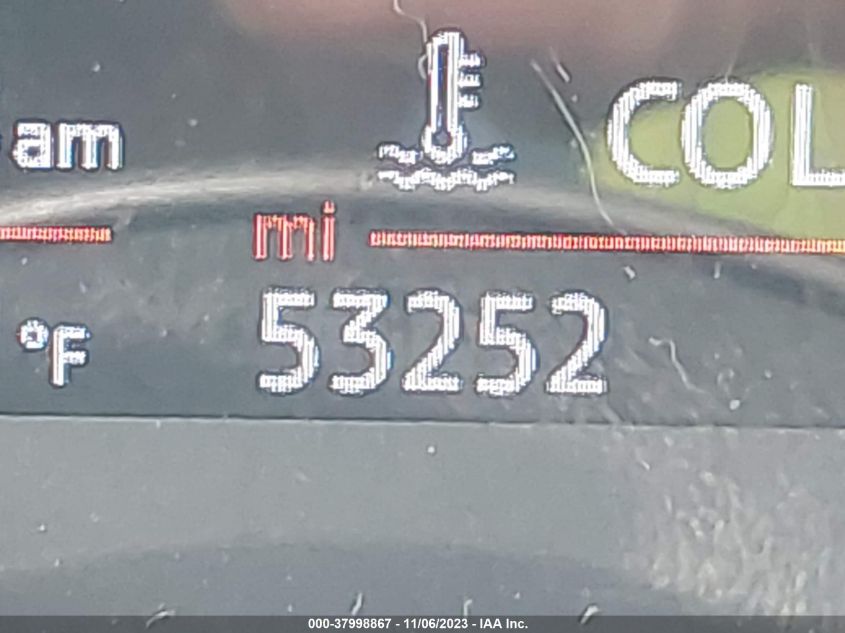 am
COL
mi
53252
°F
000-37998867 - 11/06/2023 - IAA Inc.